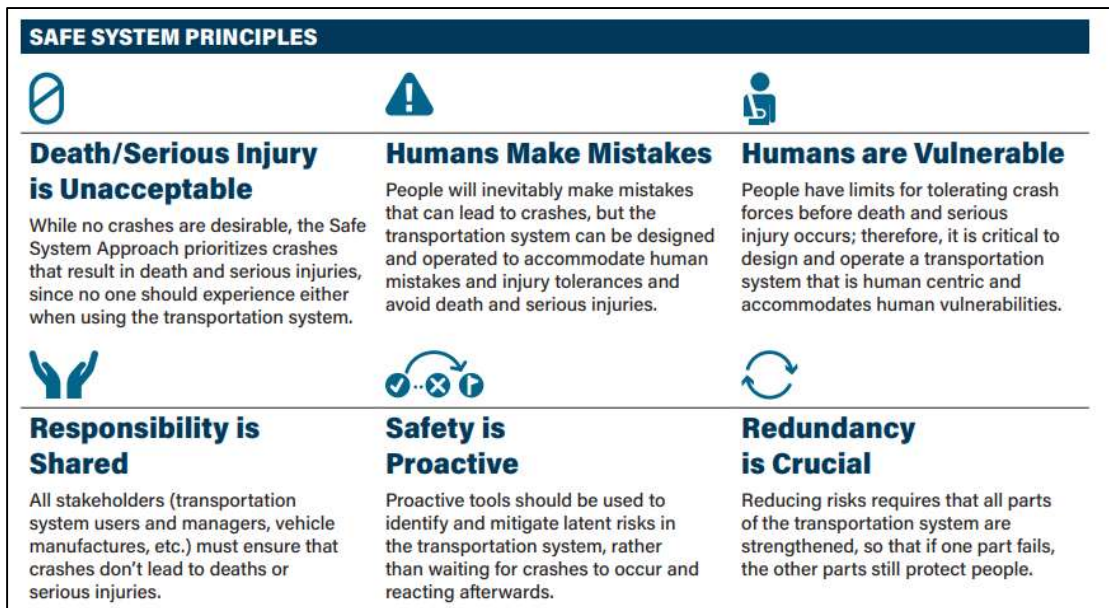 SAFE SYSTEM PRINCIPLES
Death/Serious Injury
is Unacceptable
While no crashes are desirable, the Safe
System Approach prioritizes crashes
that result in death and serious injuries,
since no one should experience either
when using the transportation system.
Humans Make Mistakes
People will inevitably make mistakes
that can lead to crashes, but the
transportation system can be designed
and operated to accommodate human
mistakes and injury tolerances and
avoid death and serious injuries.
Humans are Vulnerable
People have limits for tolerating crash
forces before death and serious
injury occurs; therefore, it is critical to
design and operate a transportation
system that is human centric and
accommodates human vulnerabilities.
Responsibility is
Shared
All stakeholders (transportation
system users and managers, vehicle
manufactures, etc.) must ensure that
crashes don't lead to deaths or
serious injuries.
Safety is
Proactive
Proactive tools should be used to
identify and mitigate latent risks in
the transportation system, rather
than waiting for crashes to occur and
reacting afterwards.
Redundancy
is Crucial
Reducing risks requires that all parts
of the transportation system are
strengthened, so that if one part fails,
the other parts still protect people.